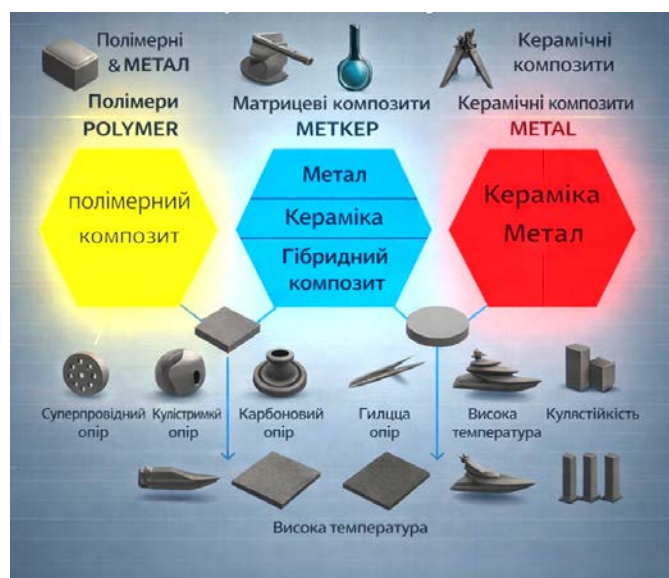 Полімерні
& МЕТАЛ
Керамічні
композити
Полімери
POLYMER
Матрицеві композити
МЕТКЕР
Керамічні композити
METAL
полімерний
композит
Метал
Кераміка
Гібридний
композит
Кераміка
Метал
Суперпровідний
опір
Кулістримкй
опір
Карбоновий
опір
Гилцца
опір
Висока
температура
Кулястійкість
Висока температура